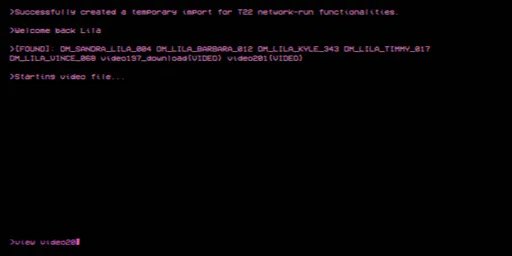 >Successfully created a temporary import for T22 network-run functionalities.
>Welcome back Lila
>[FOUND]: DM_SANDRA_LILA_004 DM_LILA_BARBARA_012 DM_LILA_KYLE_343 DM_LILA_TIMMY_017
DM_LILA_VINCE_068 video197_download(VIDEO) video201(VIDEO)
>Starting video file...
>view video20